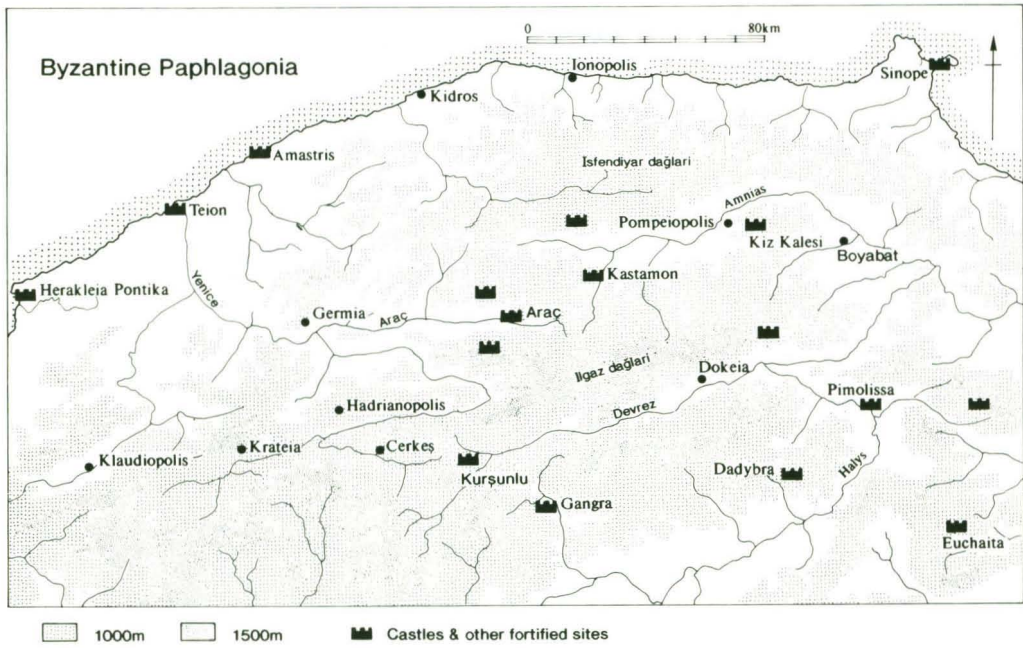 Byzantine Paphlagonia
0 80km
Ionopolis
Sinope
Kidros
Amastris
Isfendiyar dağlari
Teion
Amnias
Pompeiopolis
Kiz Kalesi
Boyabat
Yenice
Herakleia Pontika
Kastamon
Germia
Araç
Araç
Ilgaz dağlari
Dokeia
Pimolissa
Devrez
Hadrianopolis
Krateia
Cerkeş
Klaudiopolis
Kurşunlu
Dadybra
Halys
Gangra
Euchaita
1000m 1500m Castles & other fortified sites